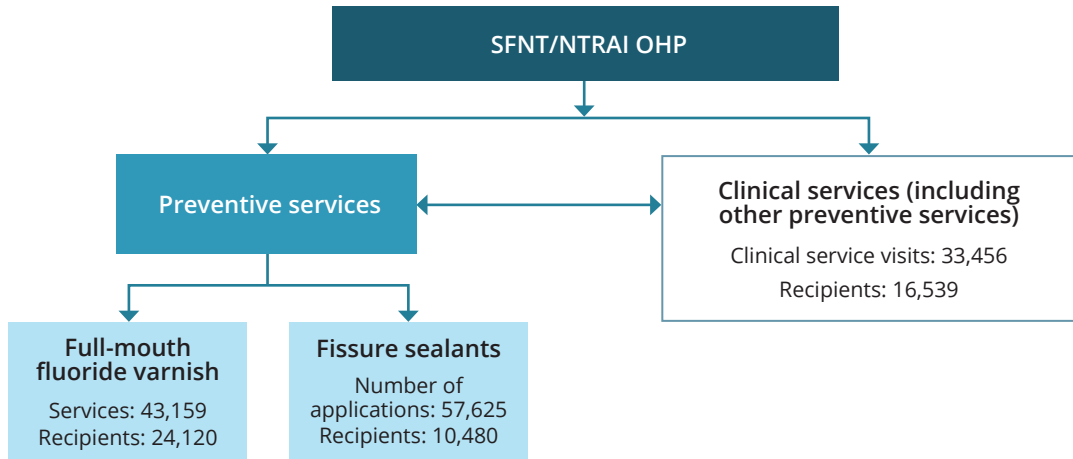 SFNT/NTRAI OHP
Preventive services
Clinical services (including
other preventive services)
Clinical service visits: 33,456
Recipients: 16,539
Full-mouth
fluoride varnish
Services: 43,159
Recipients: 24,120
Fissure sealants
Number of
applications: 57,625
Recipients: 10,480